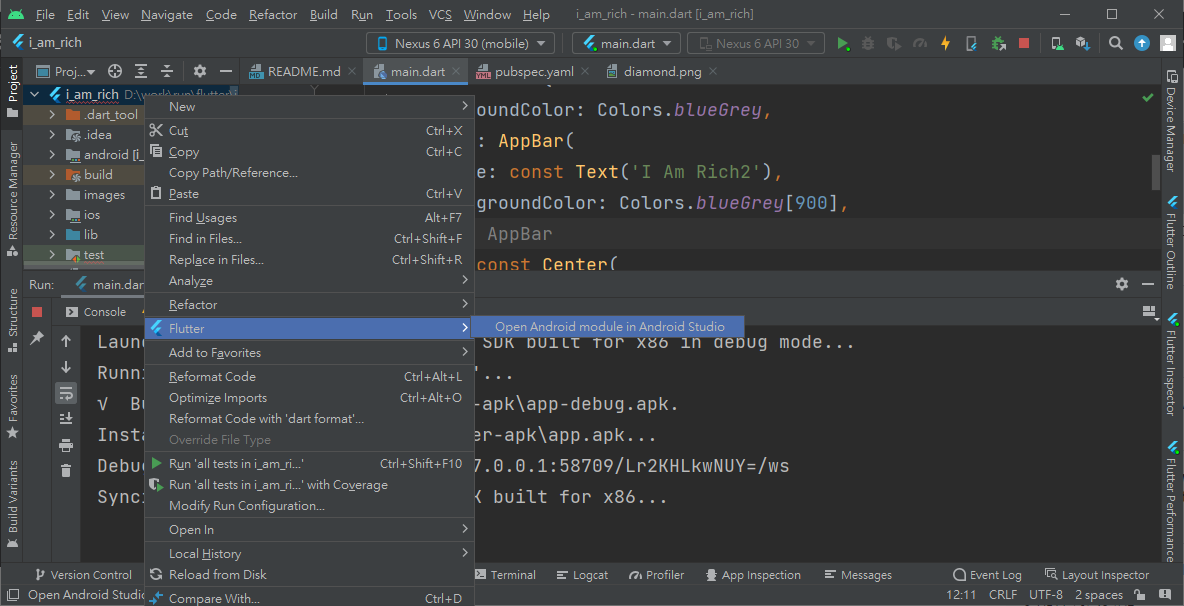 File Edit View Navigate Code Refactor Build Run Tools VCS Window Help i_am_rich - main.dart [i_am_rich]
i_am_rich Nexus 6 API 30 (mobile) main.dart Nexus 6 API 30
Project Proj... README.md main.dart pubspec.yaml diamond.png
i_am_rich D:\work\run\flutter\i
.dart_tool
.idea
android [i_
build
images
ios
lib
test
Resource Manager
Structure
Favorites
Build Variants
New
Cut Ctrl+X
Copy Ctrl+C
Copy Path/Reference...
Paste Ctrl+V
Find Usages Alt+F7
Find in Files... Ctrl+Shift+F
Replace in Files... Ctrl+Shift+R
Analyze
Refactor
Flutter
Open Android module in Android Studio
Add to Favorites
Reformat Code Ctrl+Alt+L
Optimize Imports Ctrl+Alt+O
Reformat Code with 'dart format'...
Override File Type
Run 'all tests in i_am_ri...' Ctrl+Shift+F10
Run 'all tests in i_am_ri...' with Coverage
Modify Run Configuration...
Open In
Local History
Reload from Disk
Compare With... Ctrl+D
oundColor: Colors.blueGrey,
: AppBar(
e: const Text('I Am Rich2'),
groundColor: Colors.blueGrey[900],
AppBar
const Center(
Device Manager
Flutter Outline
Flutter Inspector
Flutter Performance
Run: main.dar
Console
Laun SDK built for x86 in debug mode...
Runni '...
√ Bu -apk\app-debug.apk.
Insta er-apk\app.apk...
Debu 7.0.0.1:58709/Lr2KHLkwNUY=/ws
Synci K built for x86...
Version Control Terminal Logcat Profiler App Inspection Messages Event Log Layout Inspector
Open Android Studio 12:11 CRLF UTF-8 2 spaces